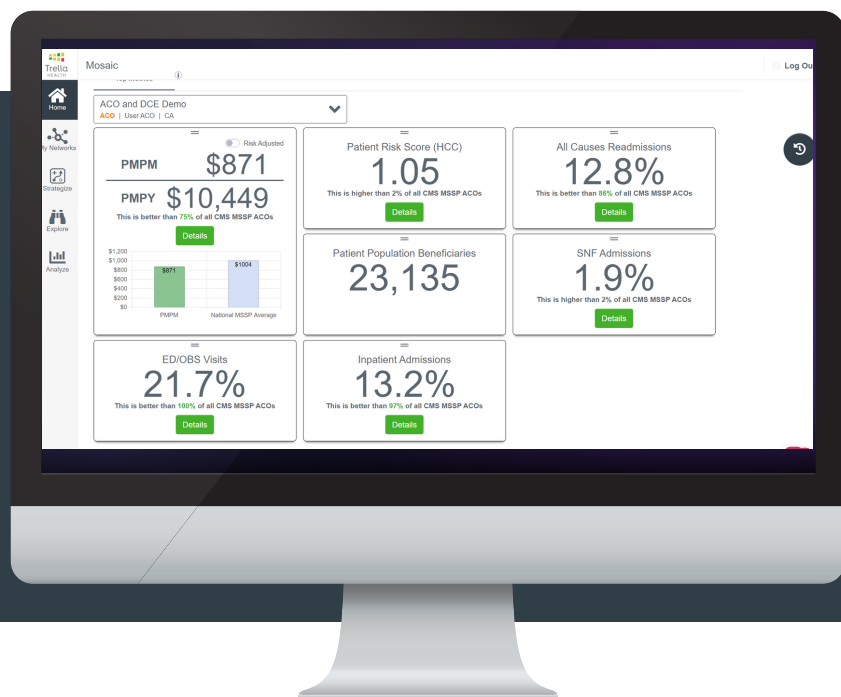 Trella
HEALTH
Mosaic
Log Ou
Home
y Networks
Strategize
Explore
Analyze
ACO and DCE Demo
ACO | User ACO | CA
Risk Adjusted
PMPM $871
PMPY $10,449
This is better than 75% of all CMS MSSP ACOs
Details
$1,200
$1,000
$800
$600
$400
$200
$0
$871
$1004
PMPM
National MSSP Average
Patient Risk Score (HCC)
1.05
This is higher than 2% of all CMS MSSP ACOs
Details
All Causes Readmissions
12.8%
This is better than 86% of all CMS MSSP ACOs
Details
Patient Population Beneficiaries
23,135
SNF Admissions
1.9%
This is higher than 2% of all CMS MSSP ACOs
Details
ED/OBS Visits
21.7%
This is better than 100% of all CMS MSSP ACOs
Details
Inpatient Admissions
13.2%
This is better than 97% of all CMS MSSP ACOs
Details